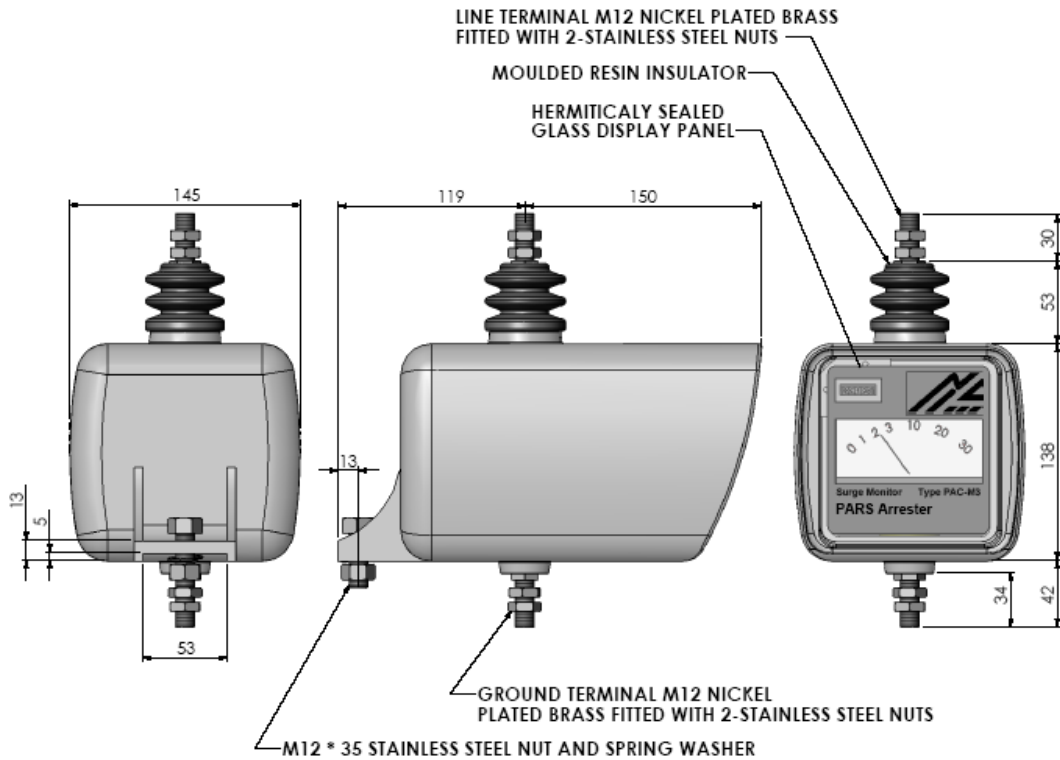 LINE TERMINAL M12 NICKEL PLATED BRASS
FITTED WITH 2-STAINLESS STEEL NUTS
MOULDED RESIN INSULATOR
HERMITICALY SEALED
GLASS DISPLAY PANEL
145
119
150
30
53
138
13
13
5
53
34
42
0 1 2 3 10 20 30
Surge Monitor Type PAC-M3
PARS Arrester
GROUND TERMINAL M12 NICKEL
PLATED BRASS FITTED WITH 2-STAINLESS STEEL NUTS
M12 * 35 STAINLESS STEEL NUT AND SPRING WASHER